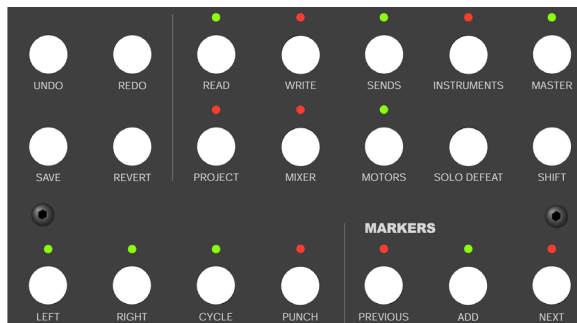 UNDO REDO READ WRITE SENDS INSTRUMENTS MASTER
SAVE REVERT PROJECT MIXER MOTORS SOLO DEFEAT SHIFT
MARKERS
LEFT RIGHT CYCLE PUNCH PREVIOUS ADD NEXT